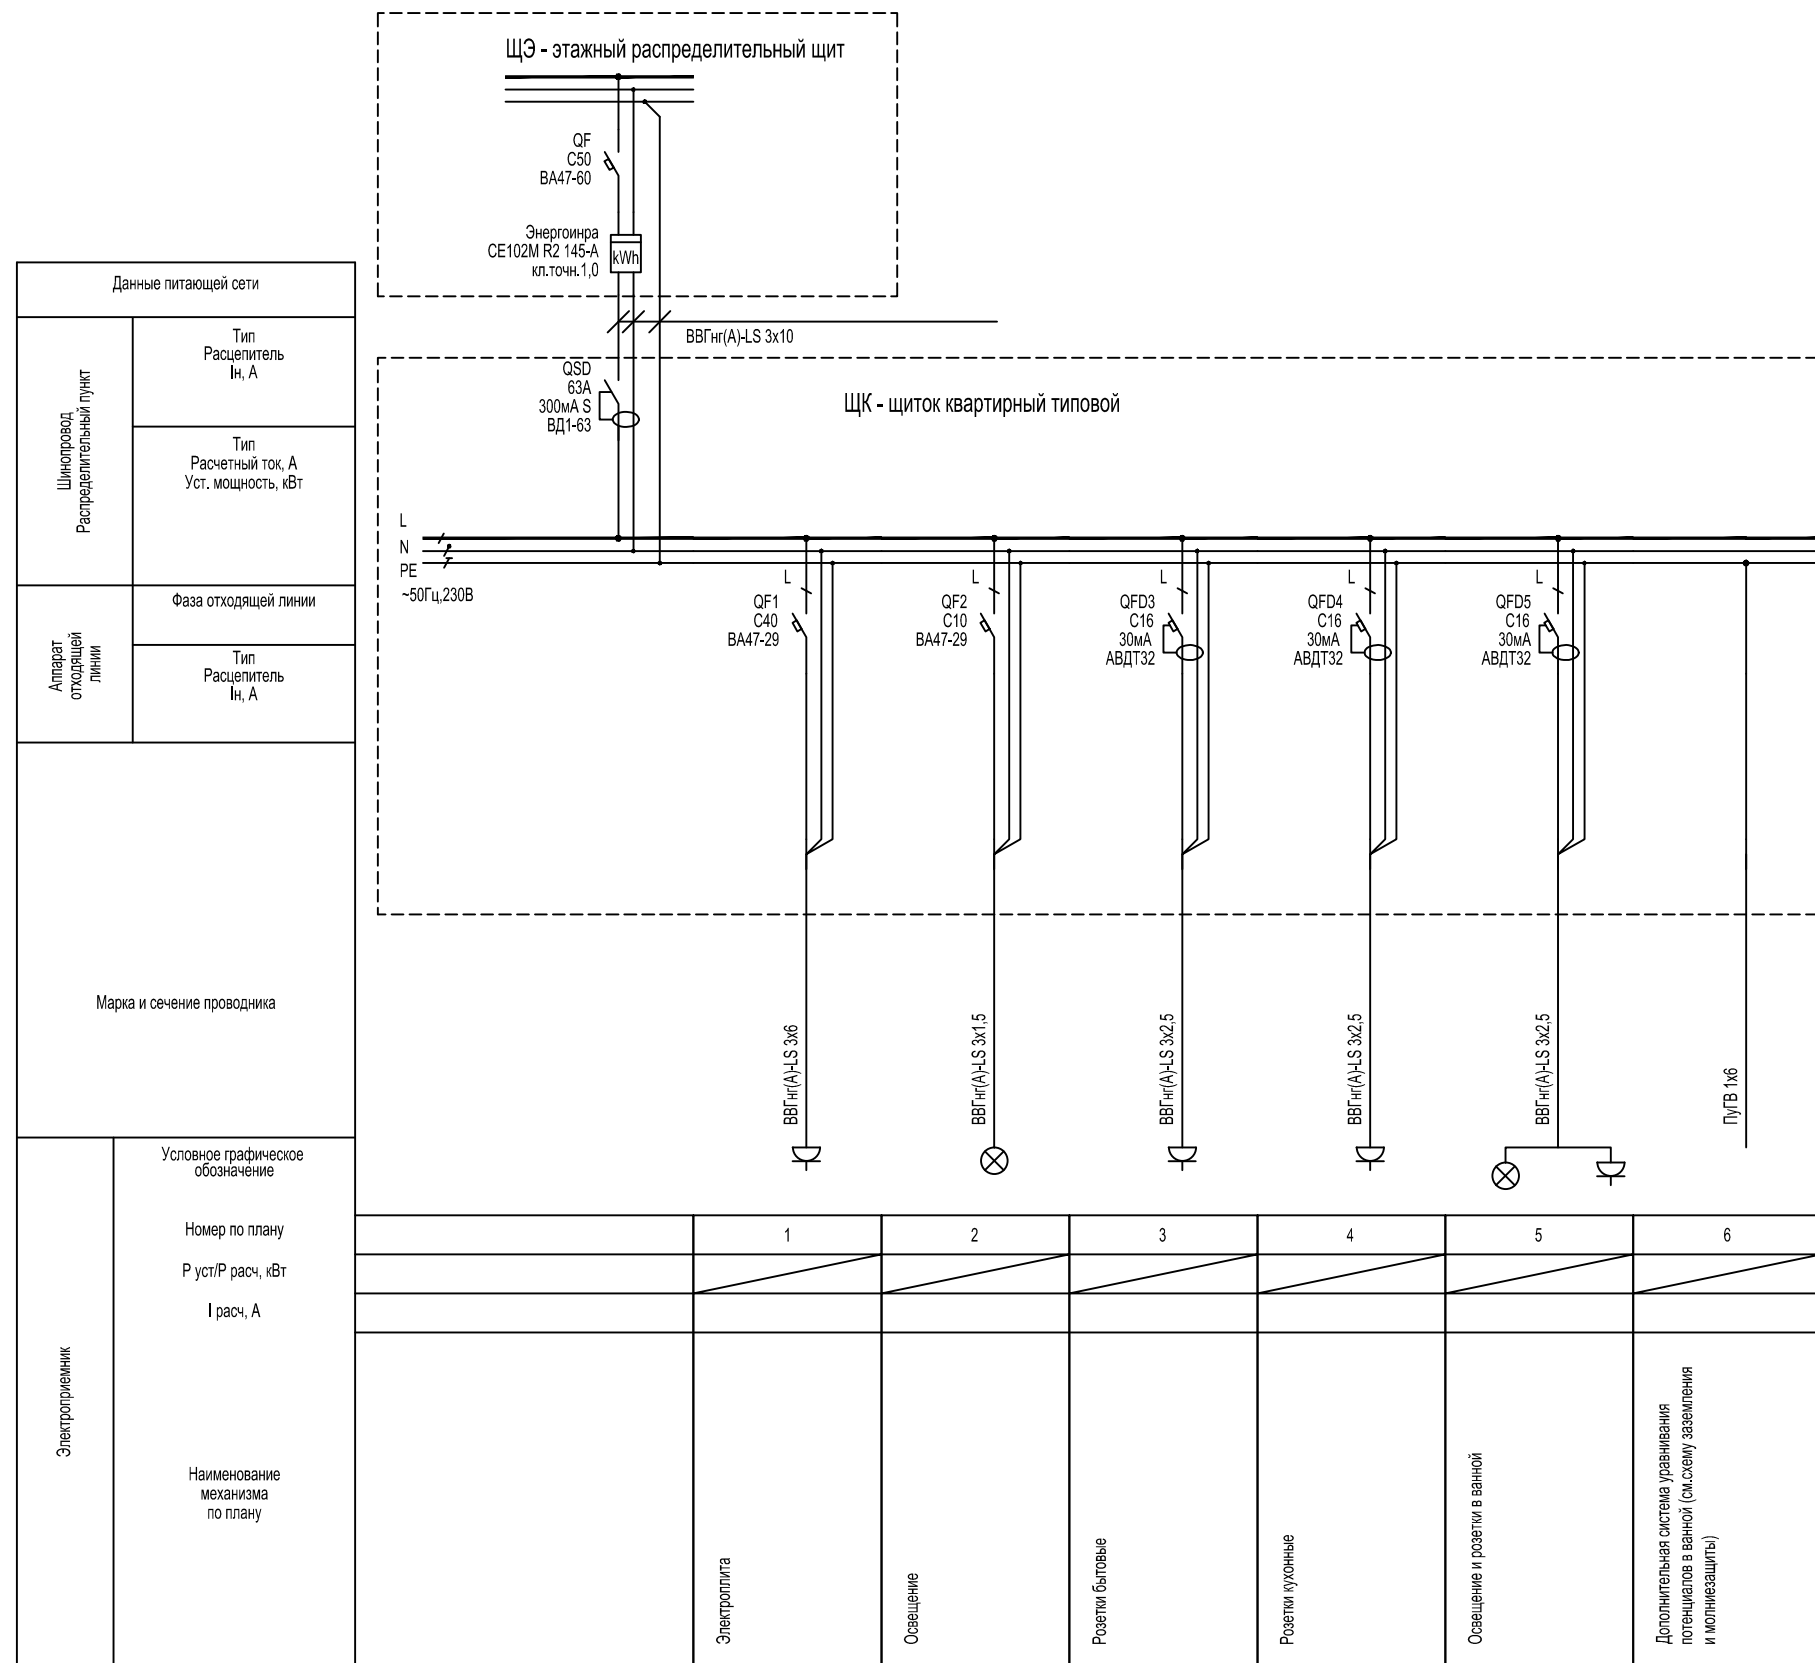 ЩЭ - этажный распределительный щит
QF
C50
ВА47-60
Энергоинра
CE102M R2 145-A
кл.точн.1,0
kWh
ВВГнг(А)-LS 3х10
Данные питающей сети
Шинопровод
Распределительный пункт
Тип
Расцепитель
Iн, А
Тип
Расчетный ток, А
Уст. мощность, кВт
Аппарат
отходящей
линии
Фаза отходящей линии
Тип
Расцепитель
Iн, А
Марка и сечение проводника
QSD
63А
300мА S
ВД1-63
ЩК - щиток квартирный типовой
L
N
PE
~50Гц,230В
L
QF1
C40
ВА47-29
L
QF2
C10
ВА47-29
L
QFD3
C16
30мА
АВДТ32
L
QFD4
C16
30мА
АВДТ32
L
QFD5
C16
30мА
АВДТ32
ВВГнг(А)-LS 3х6
ВВГнг(А)-LS 3х1,5
ВВГнг(А)-LS 3х2,5
ВВГнг(А)-LS 3х2,5
ВВГнг(А)-LS 3х2,5
ПуГВ 1х6
Электроприемник
Условное графическое
обозначение
Номер по плану
1
2
3
4
5
6
Р уст/Р расч, кВт
I расч, А
Наименование
механизма
по плану
Электроплита
Освещение
Розетки бытовые
Розетки кухонные
Освещение и розетки в ванной
Дополнительная система уравнивания
потенциалов в ванной (см.схему заземления
и молниезащиты)